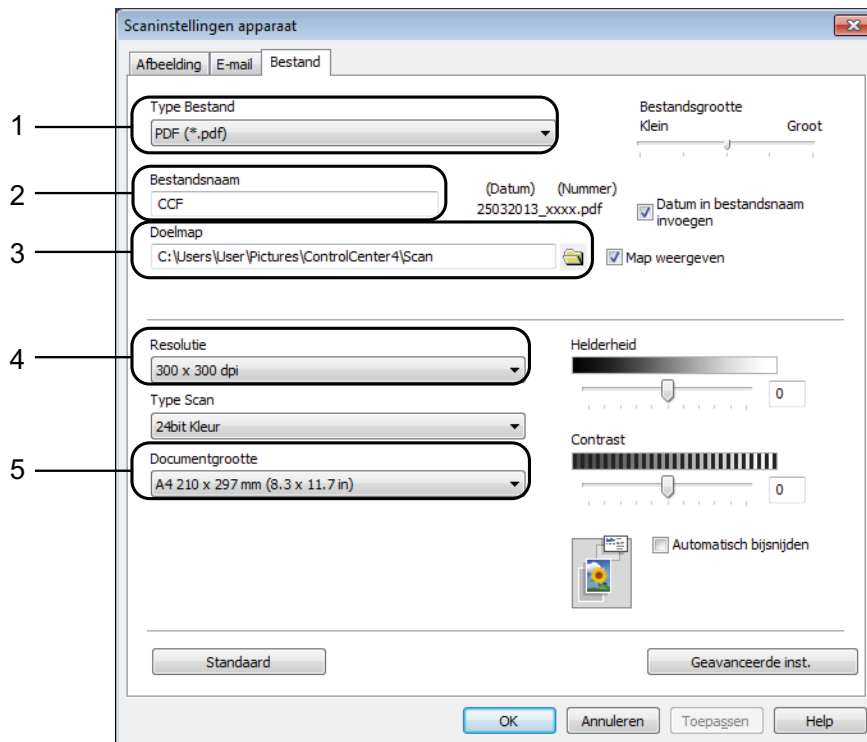 Scaninstellingen apparaat
Afbeelding E-mail Bestand
1
Type Bestand
PDF (*.pdf)
Bestandsgrootte
Klein Groot
2
Bestandsnaam
CCF
(Datum) (Nummer)
25032013_xxxx.pdf
Datum in bestandsnaam
invoegen
3
Doelmap
C:\Users\User\Pictures\ControlCenter4\Scan
Map weergeven
4
Resolutie
300 x 300 dpi
Helderheid
0
Type Scan
24bit Kleur
Contrast
0
5
Documentgrootte
A4 210 x 297 mm (8.3 x 11.7 in)
Automatisch bijsnijden
Standaard
Geavanceerde inst.
OK Annuleren Toepassen Help